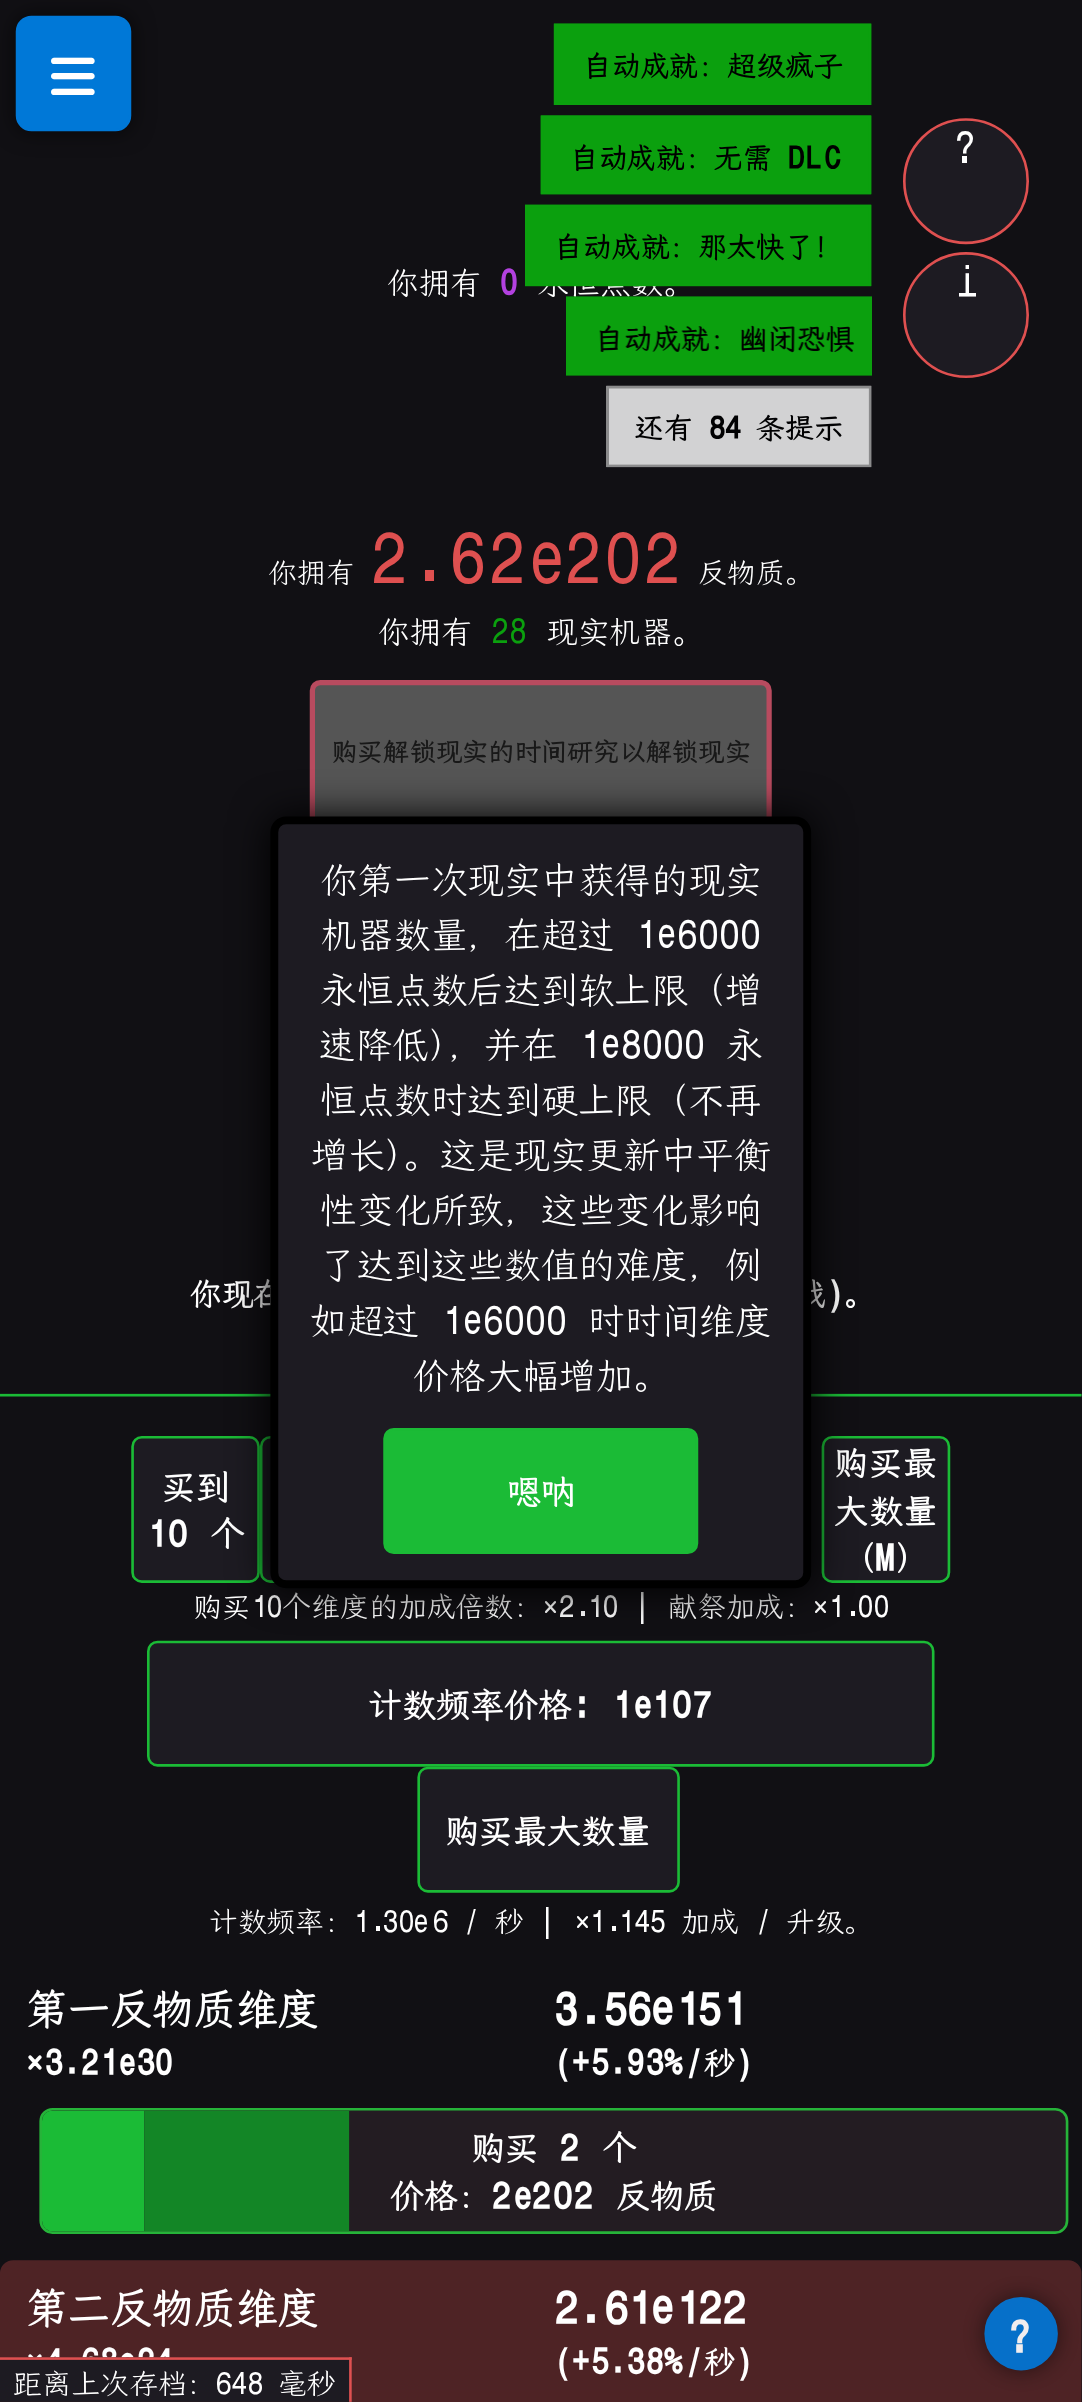 自动成就: 超级疯子
自动成就: 无需 DLC
?
自动成就: 那太快了!
你拥有 0 永恒点数。
i
自动成就: 幽闭恐惧
还有 84 条提示
你拥有 2.62e202 反物质。
你拥有 28 现实机器。
购买解锁现实的时间研究以解锁现实
你第一次现实中获得的现实
机器数量, 在超过 1e6000
永恒点数后达到软上限 (增
速降低), 并在 1e8000 永
恒点数时达到硬上限 (不再
增长)。这是现实更新中平衡
性变化所致, 这些变化影响
了达到这些数值的难度, 例
如超过 1e6000 时时间维度
价格大幅增加。
嗯呐
你现在
)。
买到
10 个
购买最
大数量
(M)
购买10个维度的加成倍数: ×2.10 | 献祭加成: ×1.00
计数频率价格: 1e107
购买最大数量
计数频率: 1.30e6 / 秒 | ×1.145 加成 / 升级。
第一反物质维度
×3.21e30
3.56e151
(+5.93%/秒)
购买 2 个
价格: 2e202 反物质
第二反物质维度
2.61e122
(+5.38%/秒)
?
距离上次存档: 648 毫秒